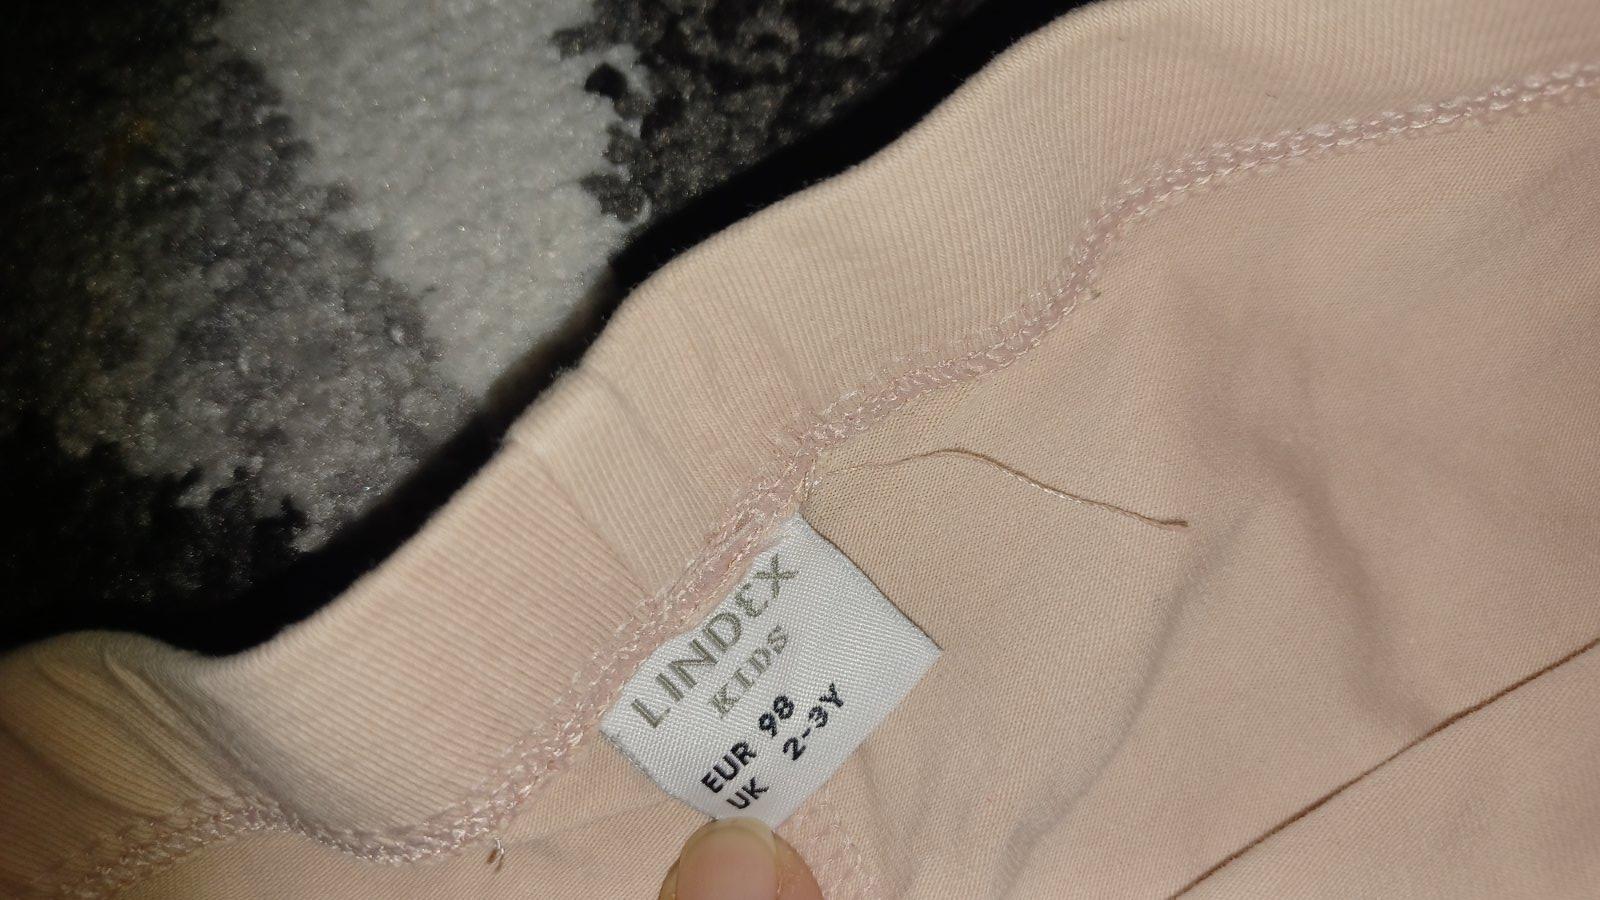 LINDEX
KIDS
EUR 98
UK 2-3Y